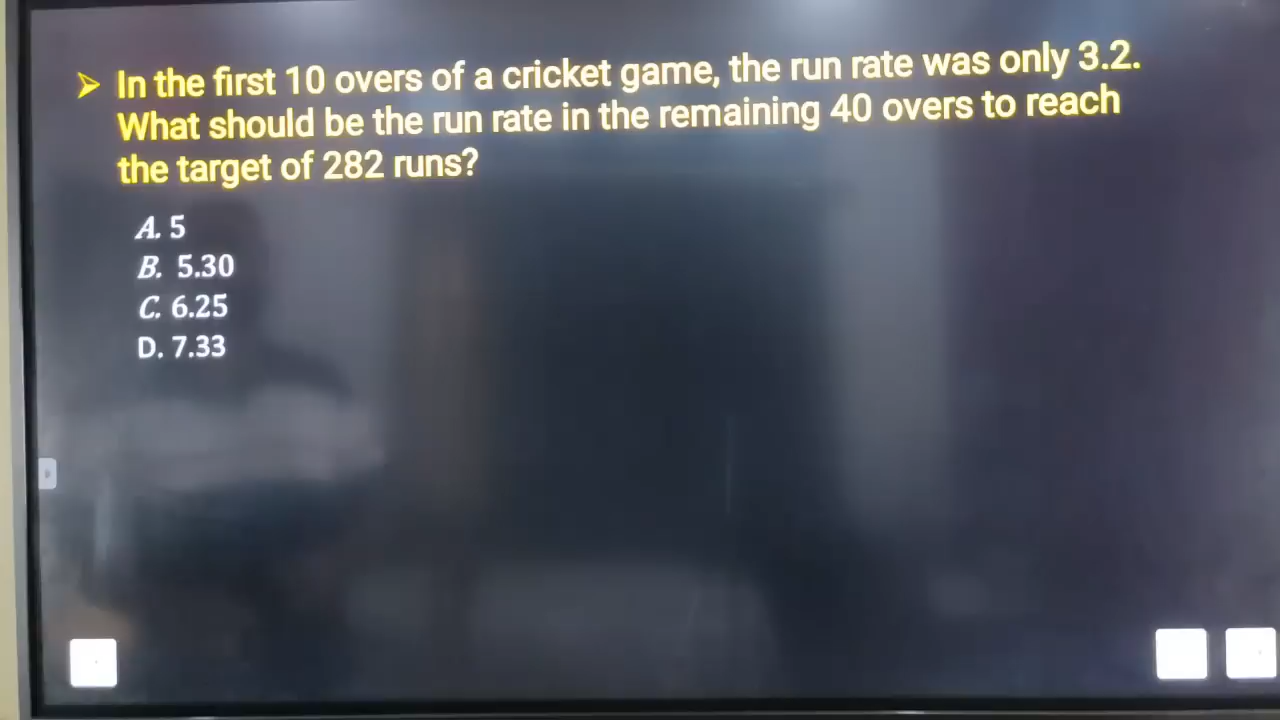 ➢ In the first 10 overs of a cricket game, the run rate was only 3.2.
What should be the run rate in the remaining 40 overs to reach
the target of 282 runs?
A. 5
B. 5.30
C. 6.25
D. 7.33